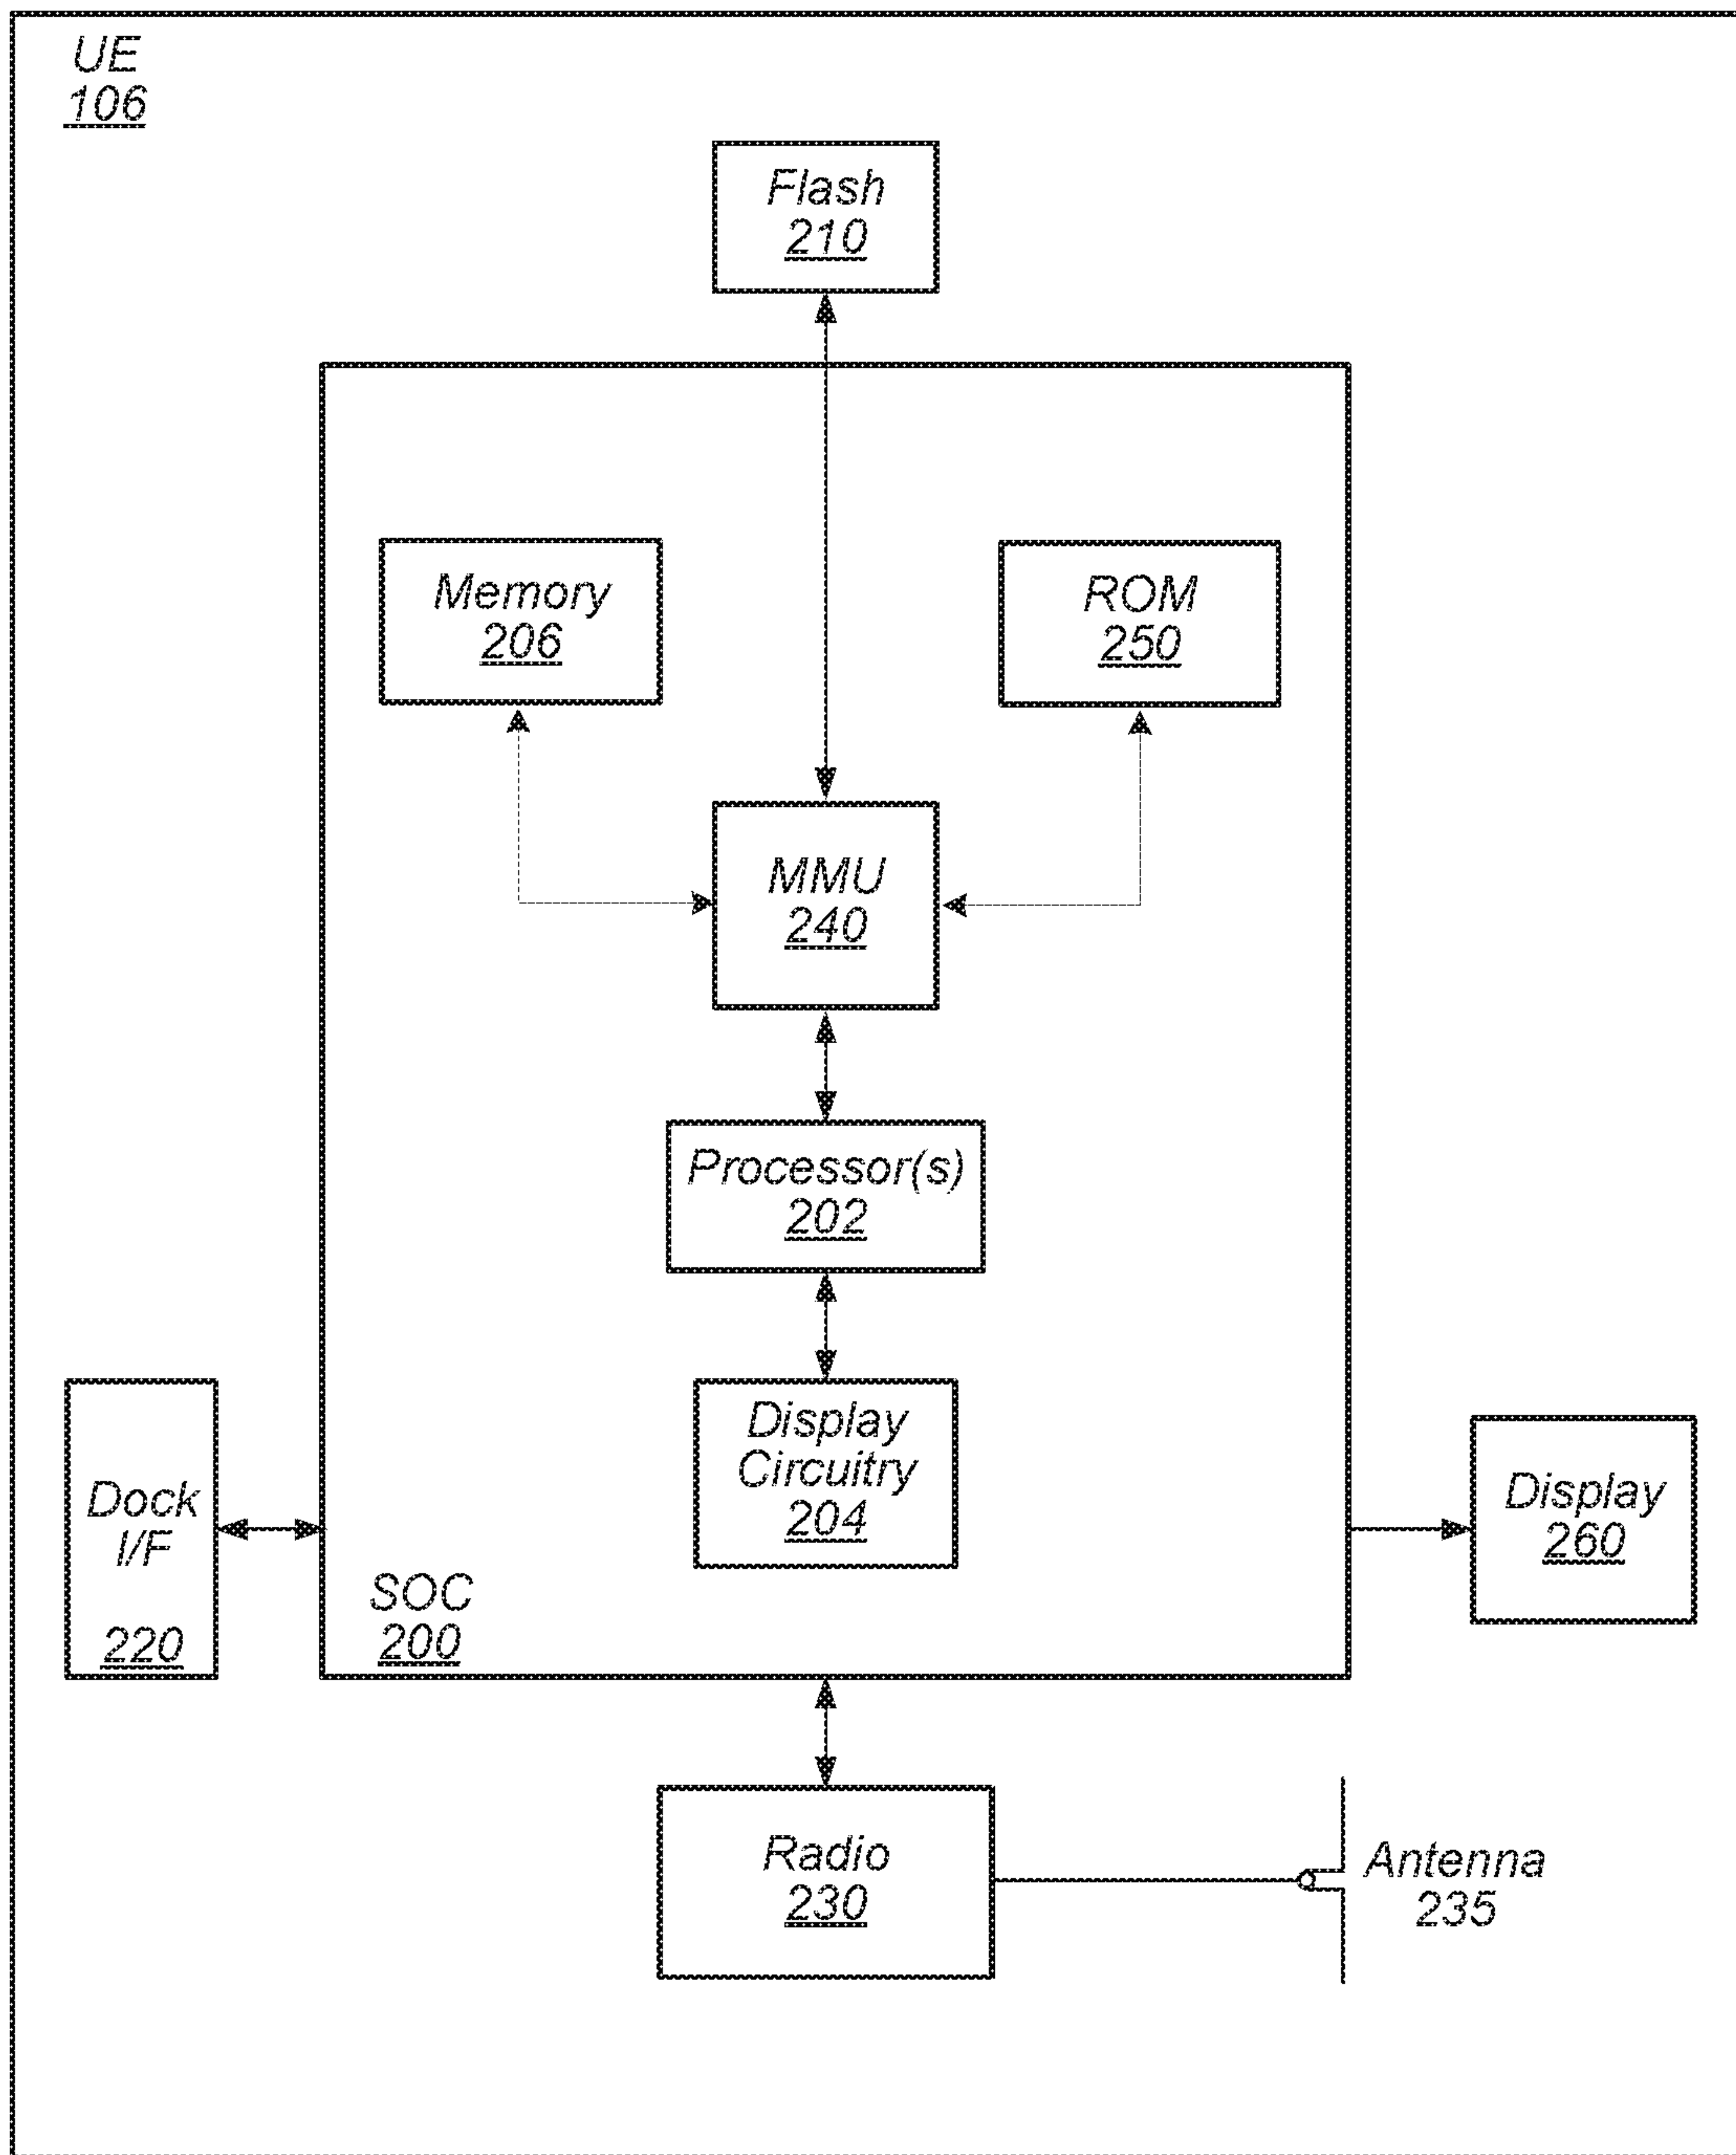 UE
106
Flash
210
Memory
206
ROM
250
MMU
240
Processor(s)
202
Display
Circuitry
204
Dock
I/F
220
SOC
200
Display
260
Radio
230
Antenna
235